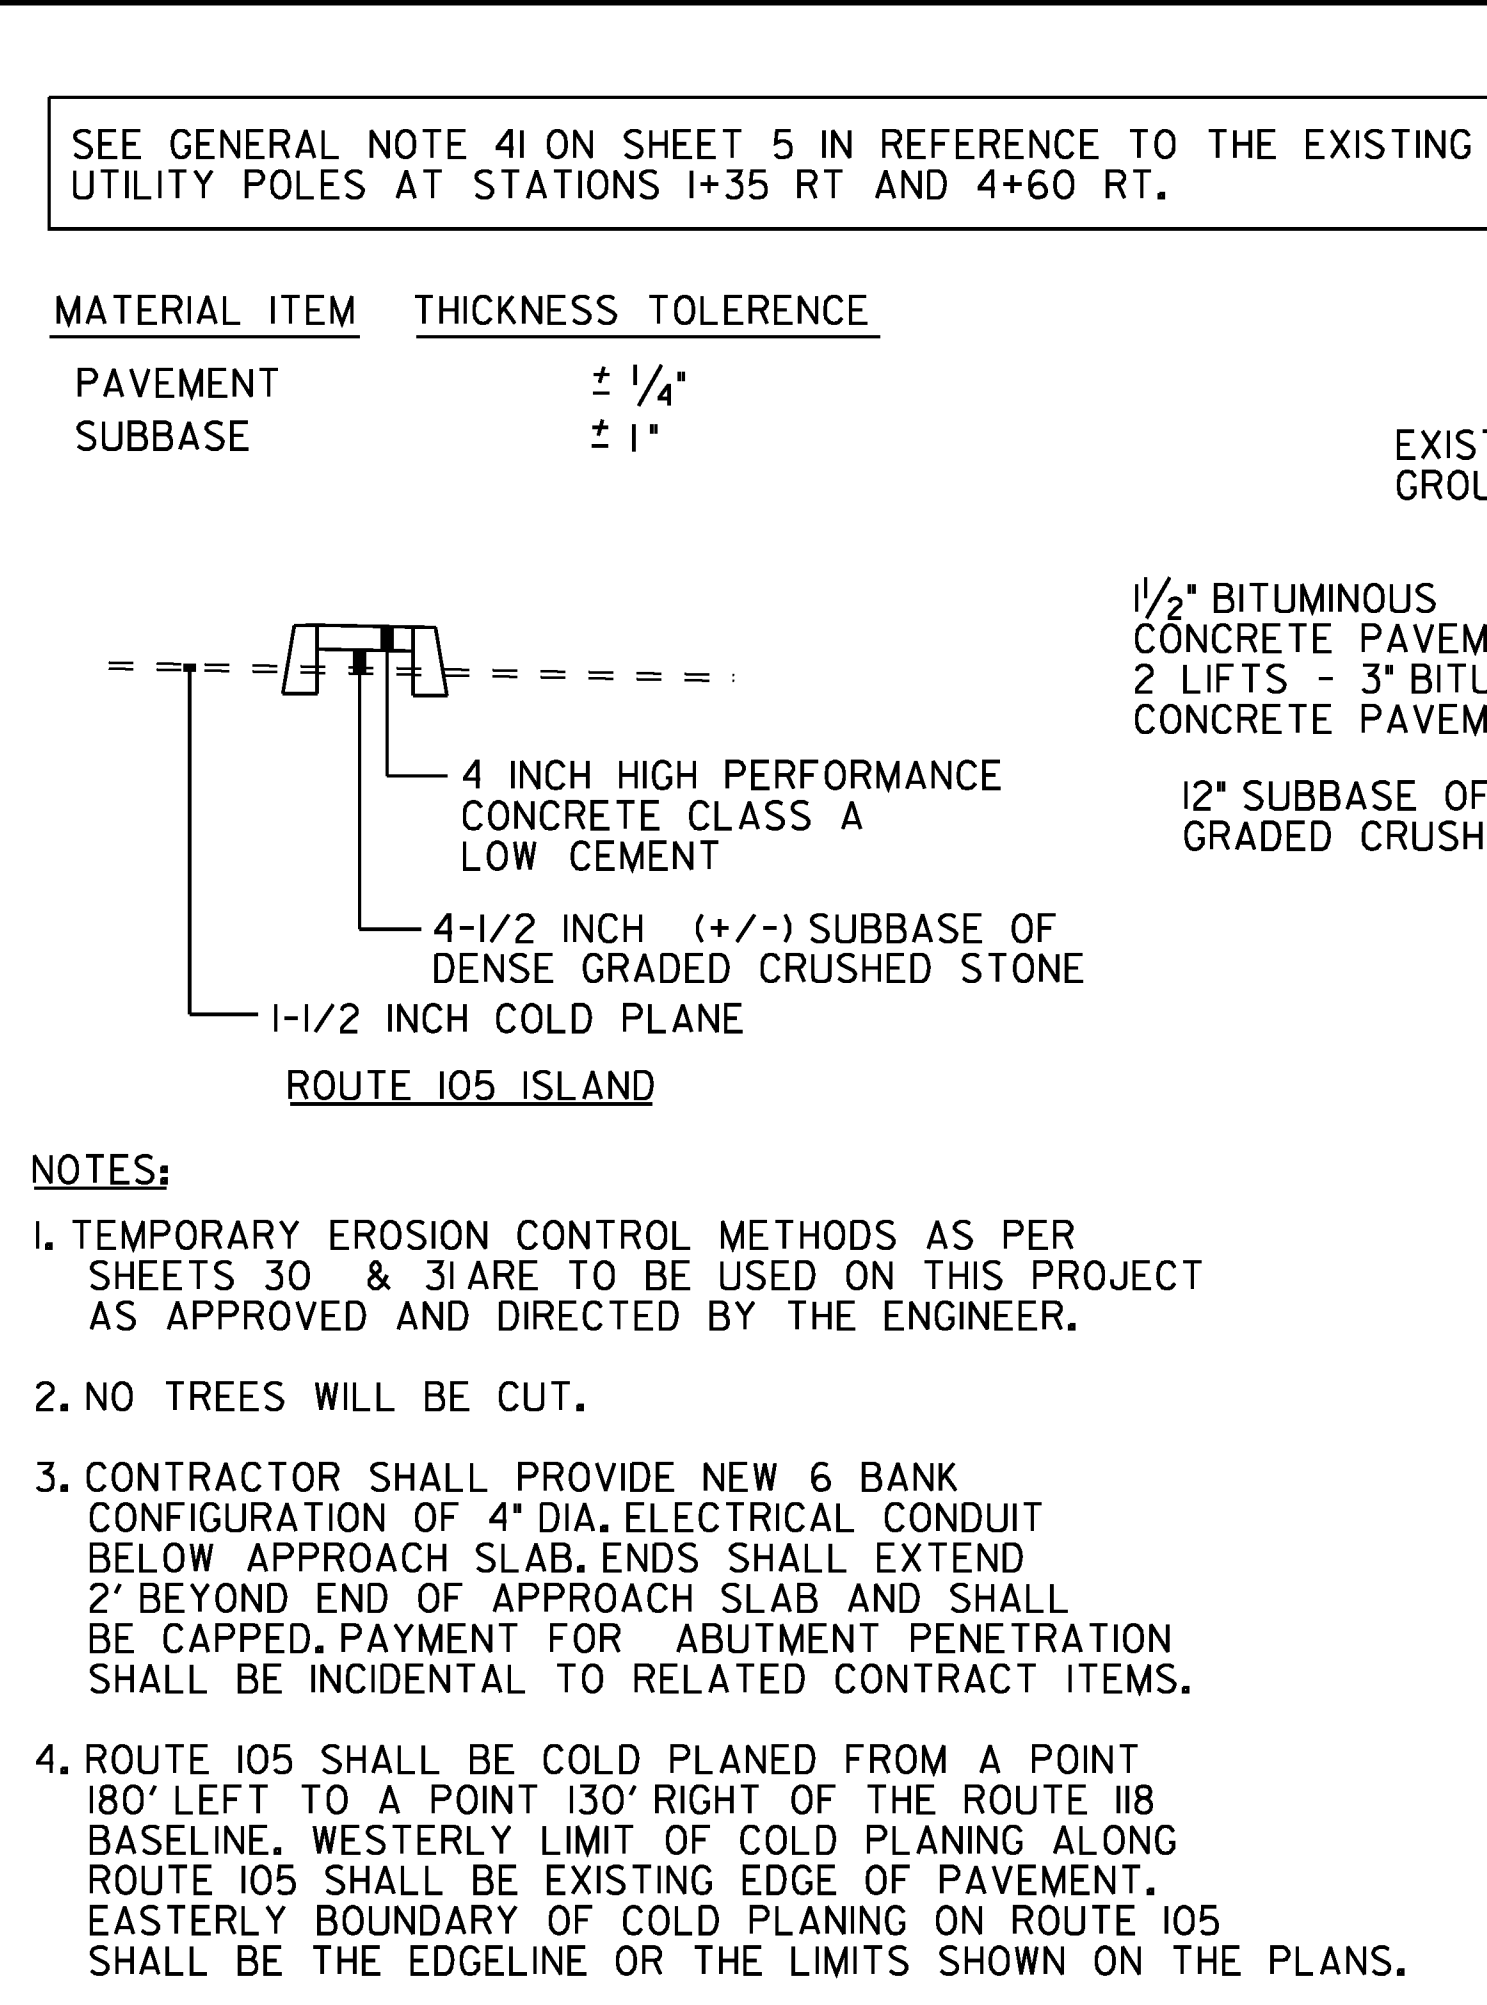 SEE GENERAL NOTE 41 ON SHEET 5 IN REFERENCE TO THE EXISTING
UTILITY POLES AT STATIONS 1+35 RT AND 4+60 RT.
MATERIAL ITEM THICKNESS TOLERENCE
PAVEMENT ± 1/4"
SUBBASE ± 1"
EXIST
GROU
1 1/2" BITUMINOUS
CONCRETE PAVEM
2 LIFTS - 3" BITU
CONCRETE PAVEM
12" SUBBASE OF
GRADED CRUSH
4 INCH HIGH PERFORMANCE
CONCRETE CLASS A
LOW CEMENT
4-1/2 INCH (+/-) SUBBASE OF
DENSE GRADED CRUSHED STONE
1-1/2 INCH COLD PLANE
ROUTE 105 ISLAND
NOTES:
1. TEMPORARY EROSION CONTROL METHODS AS PER
SHEETS 30 & 31 ARE TO BE USED ON THIS PROJECT
AS APPROVED AND DIRECTED BY THE ENGINEER.
2. NO TREES WILL BE CUT.
3. CONTRACTOR SHALL PROVIDE NEW 6 BANK
CONFIGURATION OF 4" DIA. ELECTRICAL CONDUIT
BELOW APPROACH SLAB. ENDS SHALL EXTEND
2' BEYOND END OF APPROACH SLAB AND SHALL
BE CAPPED. PAYMENT FOR ABUTMENT PENETRATION
SHALL BE INCIDENTAL TO RELATED CONTRACT ITEMS.
4. ROUTE 105 SHALL BE COLD PLANED FROM A POINT
180' LEFT TO A POINT 130' RIGHT OF THE ROUTE 118
BASELINE. WESTERLY LIMIT OF COLD PLANING ALONG
ROUTE 105 SHALL BE EXISTING EDGE OF PAVEMENT.
EASTERLY BOUNDARY OF COLD PLANING ON ROUTE 105
SHALL BE THE EDGELINE OR THE LIMITS SHOWN ON THE PLANS.